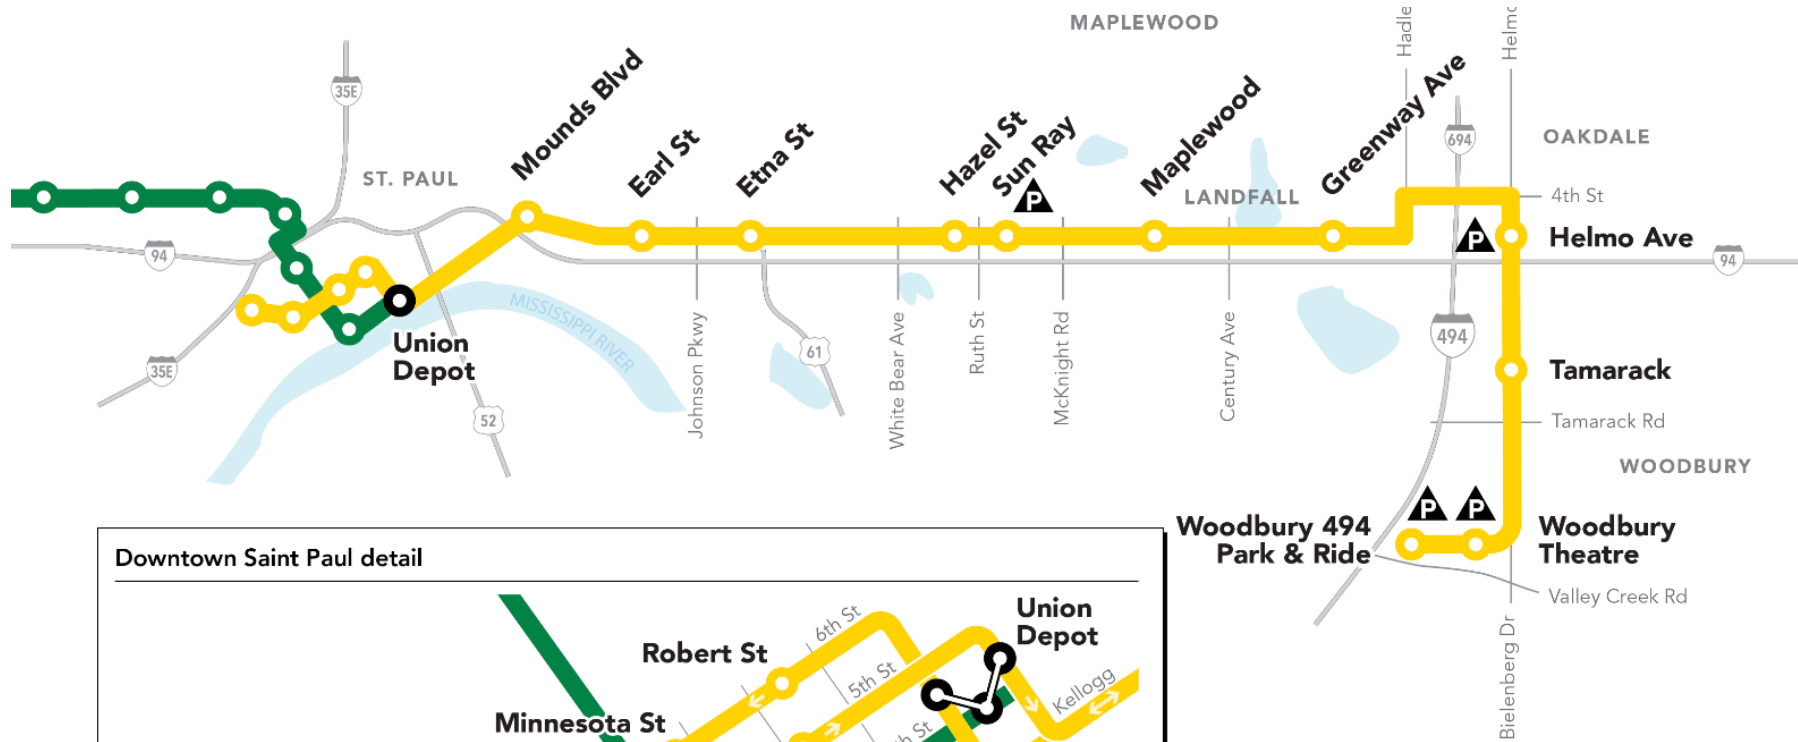 MAPLEWOOD
35E
ST. PAUL
Mounds Blvd
Earl St
Etna St
Hazel St
Sun Ray
P
Maplewood
LANDFALL
Greenway Ave
694
OAKDALE
4th St
P
Helmo Ave
94
94
MISSISSIPPI RIVER
Union
Depot
35E
52
61
Johnson Pkwy
White Bear Ave
Ruth St
McKnight Rd
Century Ave
494
Tamarack
Tamarack Rd
WOODBURY
P
P
Woodbury 494
Park & Ride
Woodbury
Theatre
Valley Creek Rd
Bielenberg Dr
Downtown Saint Paul detail
Union
Depot
Robert St
6th St
5th St
Kellogg
Minnesota St
St